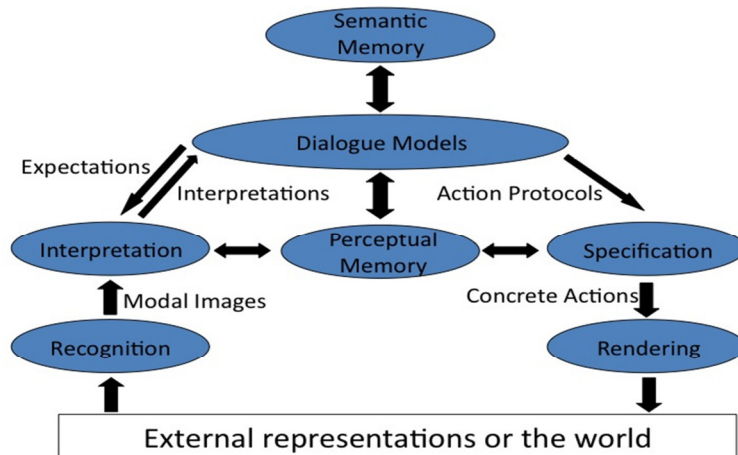 Semantic
Memory
Dialogue Models
Expectations
Interpretations
Action Protocols
Interpretation
Perceptual
Memory
Specification
Modal Images
Concrete Actions
Recognition
Rendering
External representations or the world